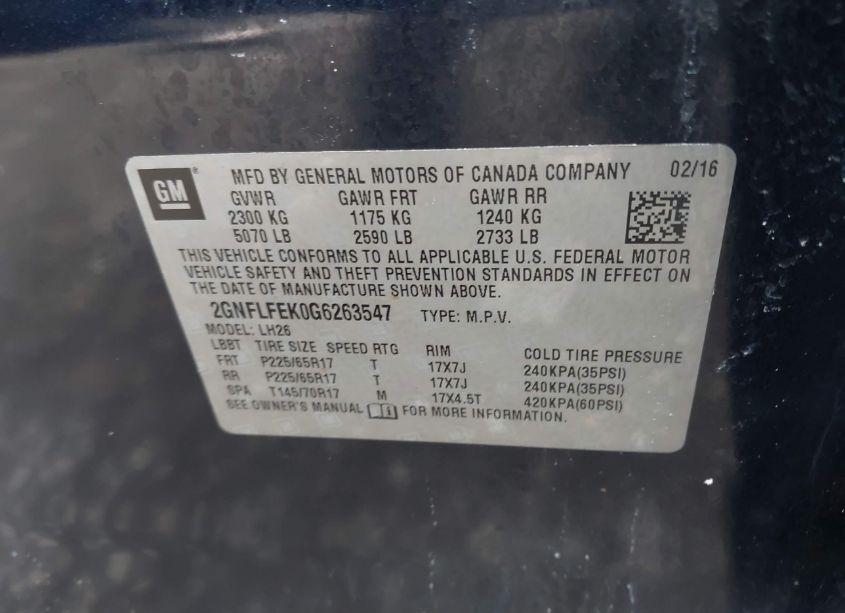 GM ® MFD BY GENERAL MOTORS OF CANADA COMPANY 02/16
GVWR GAWR FRT GAWR RR
2300 KG 1175 KG 1240 KG
5070 LB 2590 LB 2733 LB
THIS VEHICLE CONFORMS TO ALL APPLICABLE U.S. FEDERAL MOTOR
VEHICLE SAFETY AND THEFT PREVENTION STANDARDS IN EFFECT ON
THE DATE OF MANUFACTURE SHOWN ABOVE.
2GNFLFEK0G6263547 TYPE: M.P.V.
MODEL: LH26
LBBT TIRE SIZE SPEED RTG RIM COLD TIRE PRESSURE
FRT P225/65R17 T 17X7J 240KPA(35PSI)
RR P225/65R17 T 17X7J 240KPA(35PSI)
SPA T145/70R17 M 17X4.5T 420KPA(60PSI)
SEE OWNER'S MANUAL FOR MORE INFORMATION.